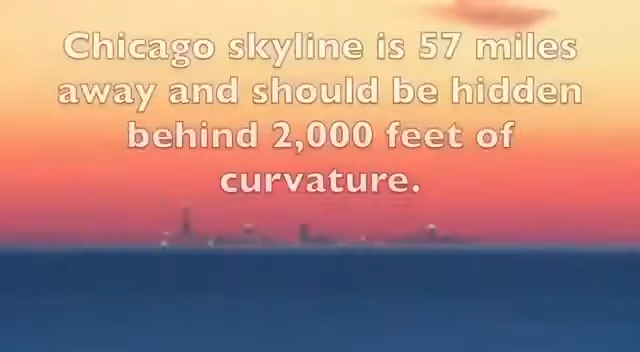 Chicago skyline is 57 miles
away and should be hidden
behind 2,000 feet of
curvature.